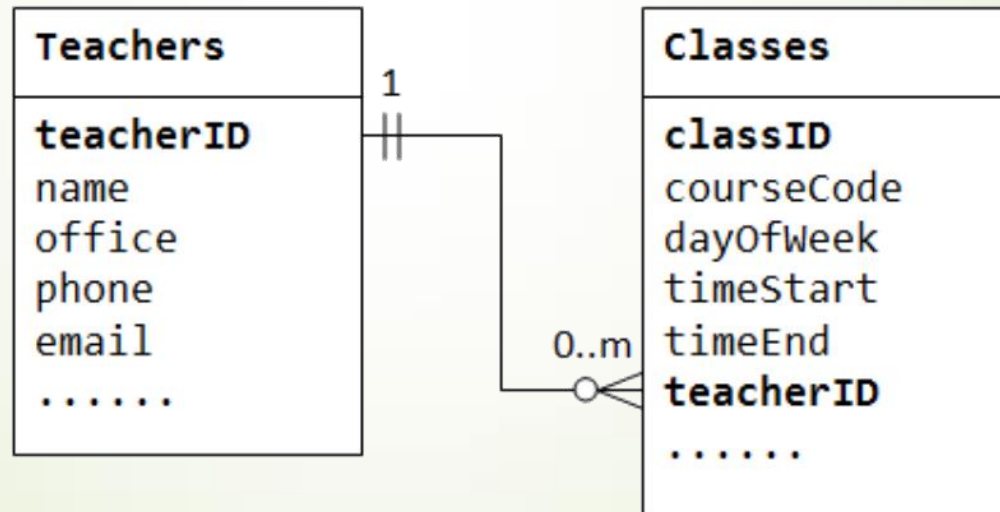 Teachers
teacherID
name
office
phone
email
......
1
0..m
Classes
classID
courseCode
dayOfWeek
timeStart
timeEnd
teacherID
......